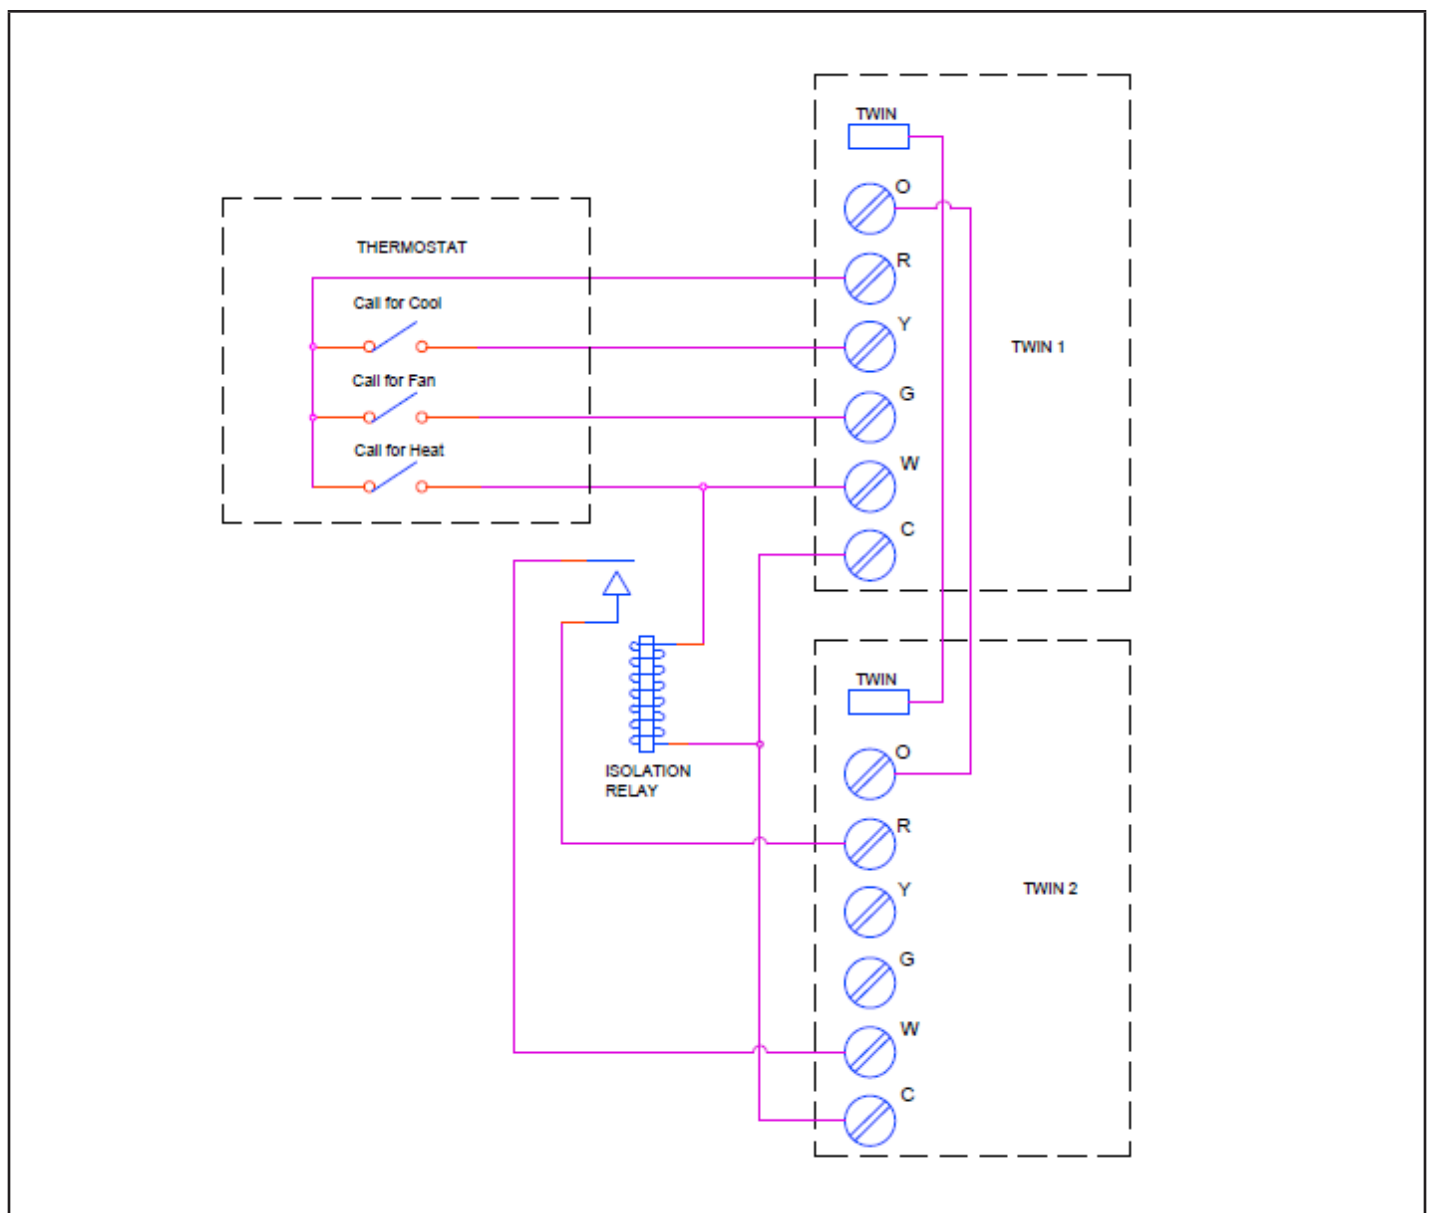 TWIN
O
THERMOSTAT
R
Call for Cool
Y
TWIN 1
Call for Fan
G
Call for Heat
W
C
TWIN
O
ISOLATION
RELAY
R
Y
TWIN 2
G
W
C